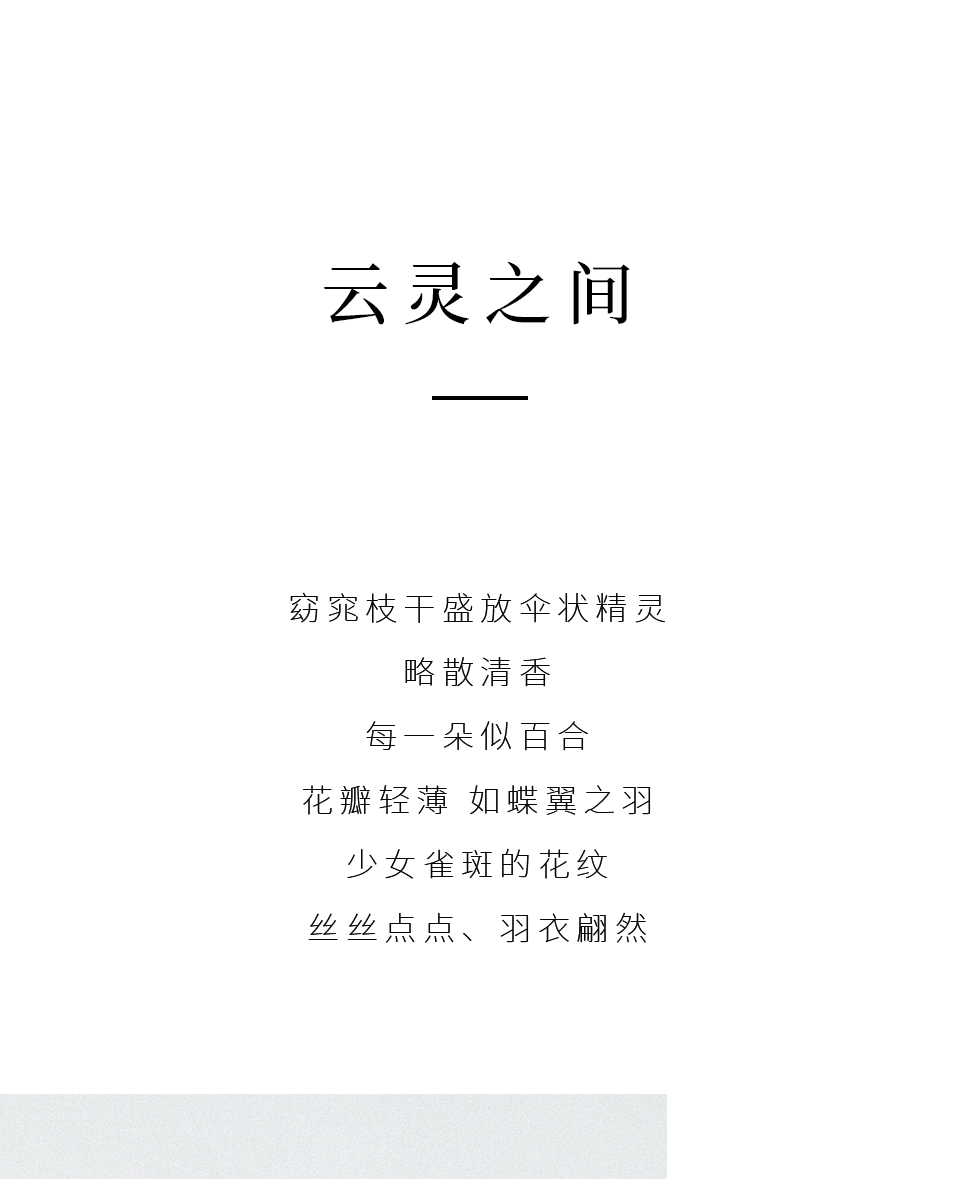 云灵之间
窈窕枝干盛放伞状精灵
略散清香
每一朵似百合
花瓣轻薄 如蝶翼之羽
少女雀斑的花纹
丝丝点点、羽衣翩然